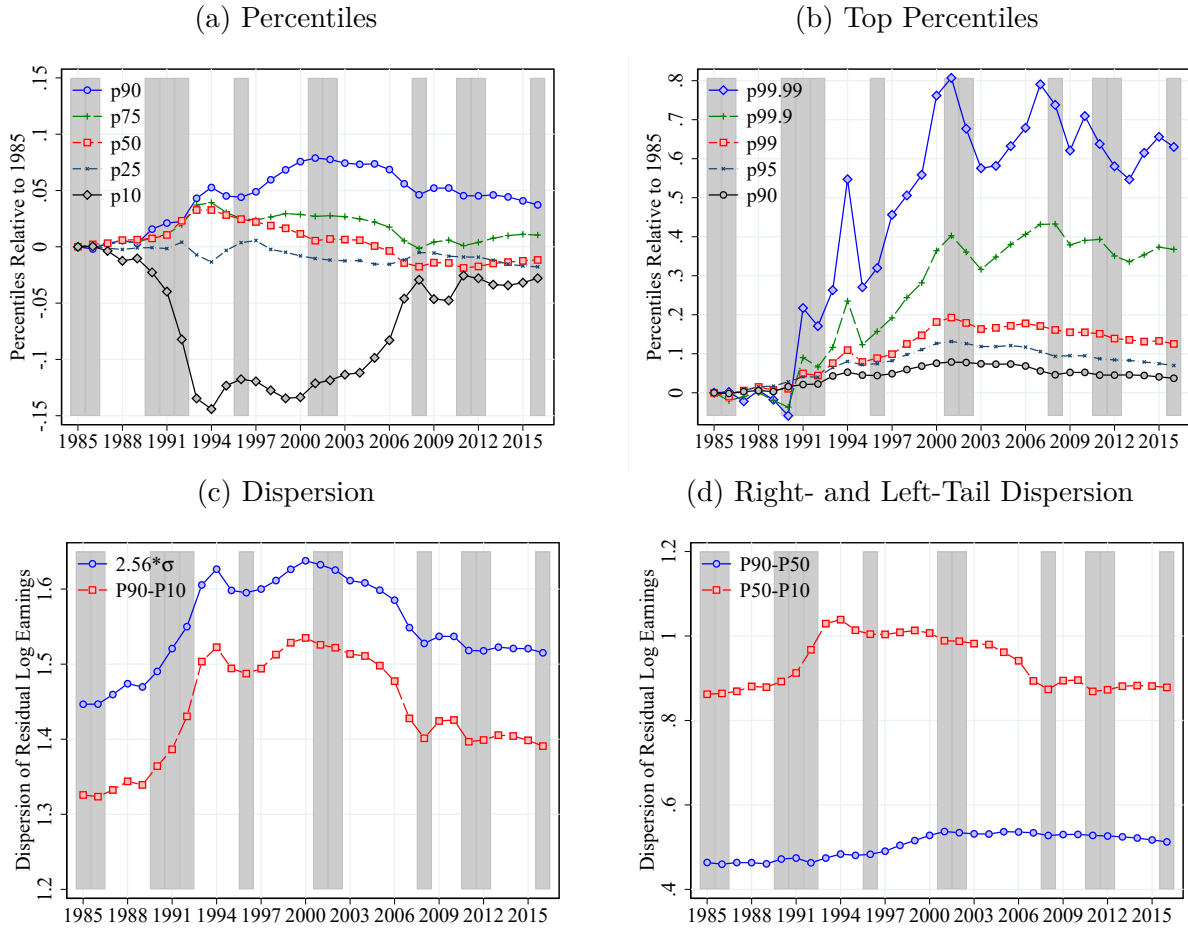 (a) Percentiles
Percentiles Relative to 1985
.15
.1
.05
0
-.05
-.1
-.15
p90
p75
p50
p25
p10
1985 1988 1991 1994 1997 2000 2003 2006 2009 2012 2015
(b) Top Percentiles
Percentiles Relative to 1985
.8
.7
.6
.5
.4
.3
.2
.1
0
p99.99
p99.9
p99
p95
p90
1985 1988 1991 1994 1997 2000 2003 2006 2009 2012 2015
(c) Dispersion
Dispersion of Residual Log Earnings
1.6
1.5
1.4
1.3
1.2
2.56*σ
P90-P10
1985 1988 1991 1994 1997 2000 2003 2006 2009 2012 2015
(d) Right- and Left-Tail Dispersion
Dispersion of Residual Log Earnings
1.2
1
.8
.6
.4
P90-P50
P50-P10
1985 1988 1991 1994 1997 2000 2003 2006 2009 2012 2015